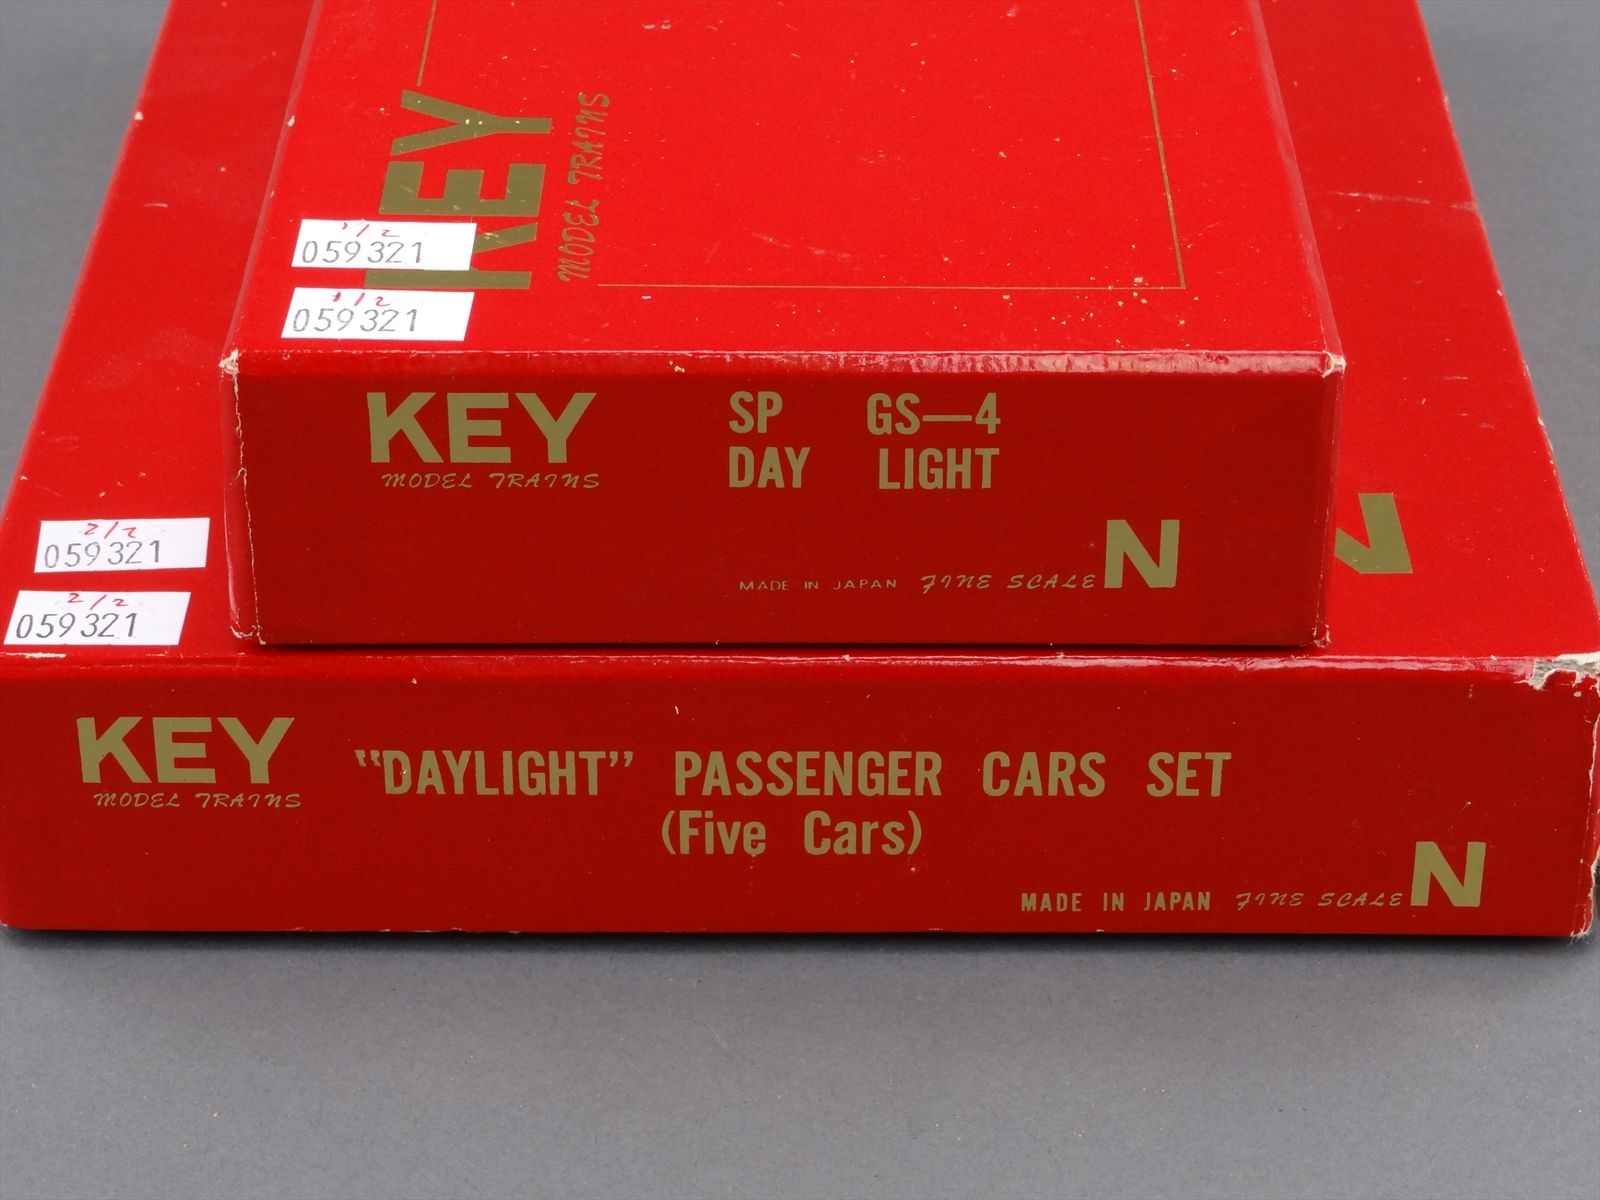 KEY
MODEL TRAINS
1/2
059321
1/2
059321
KEY
MODEL TRAINS
SP GS—4
DAY LIGHT
MADE IN JAPAN FINE SCALE N
N
2/2
059321
2/2
059321
KEY
MODEL TRAINS
"DAYLIGHT" PASSENGER CARS SET
(Five Cars)
MADE IN JAPAN FINE SCALE N